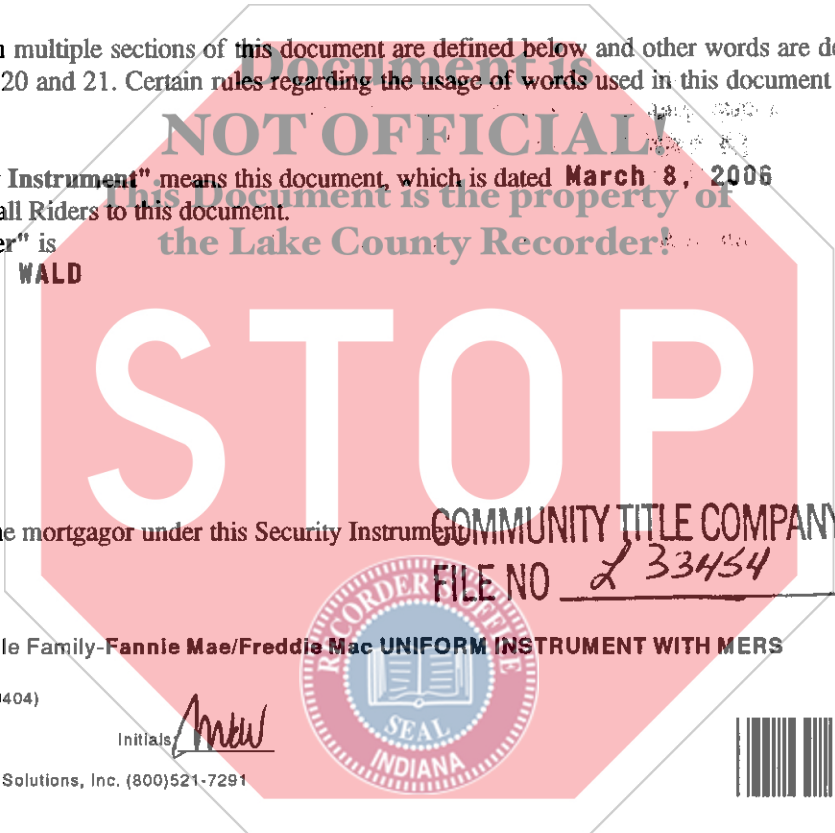 multiple sections of this document are defined below and other words are de
20 and 21. Certain rules regarding the usage of words used in this document
Document is
NOT OFFICIAL!
This Document is the property of
the Lake County Recorder!
Instrument" means this document, which is dated March 8, 2006
all Riders to this document.
er" is
WALD
STOP
e mortgagor under this Security Instrument
COMMUNITY TITLE COMPANY
FILE NO L 33454
RECORDER'S OFFICE
SEAL
INDIANA
le Family-Fannie Mae/Freddie Mac UNIFORM INSTRUMENT WITH MERS
0404)
Initials: MKW
Solutions, Inc. (800)521-7291